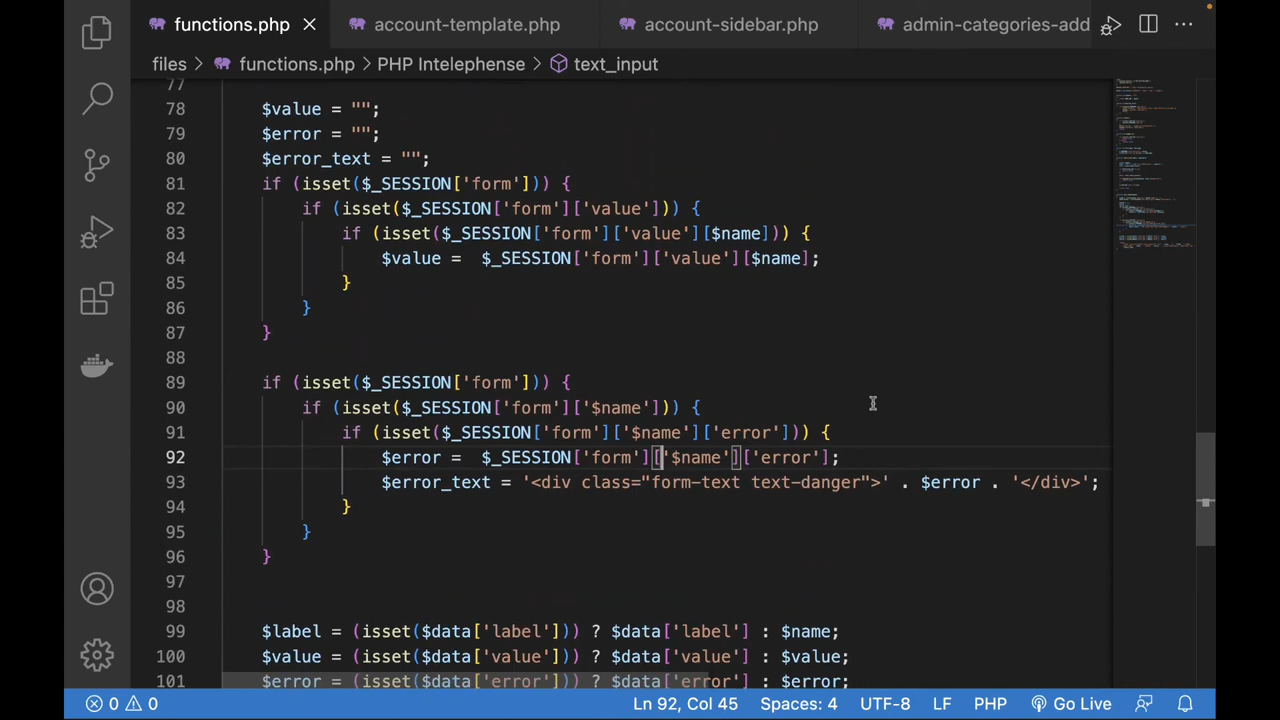 functions.php
account-template.php
account-sidebar.php
admin-categories-add
files > functions.php > PHP Intelephense > text_input
77
78 $value = "";
79 $error = "";
80 $error_text = "";
81 if (isset($_SESSION['form'])) {
82 if (isset($_SESSION['form']['value'])) {
83 if (isset($_SESSION['form']['value'][$name])) {
84 $value =  $_SESSION['form']['value'][$name];
85 }
86 }
87 }
88
89 if (isset($_SESSION['form'])) {
90 if (isset($_SESSION['form']['$name'])) {
91 if (isset($_SESSION['form']['$name']['error'])) {
92 $error =  $_SESSION['form']['$name']['error'];
93 $error_text = '<div class="form-text text-danger">' . $error . '</div>';
94 }
95 }
96 }
97
98
99 $label = (isset($data['label'])) ? $data['label'] : $name;
100 $value = (isset($data['value'])) ? $data['value'] : $value;
101 $error = (isset($data['error'])) ? $data['error'] : $error;
0 0 Ln 92, Col 45 Spaces: 4 UTF-8 LF PHP Go Live